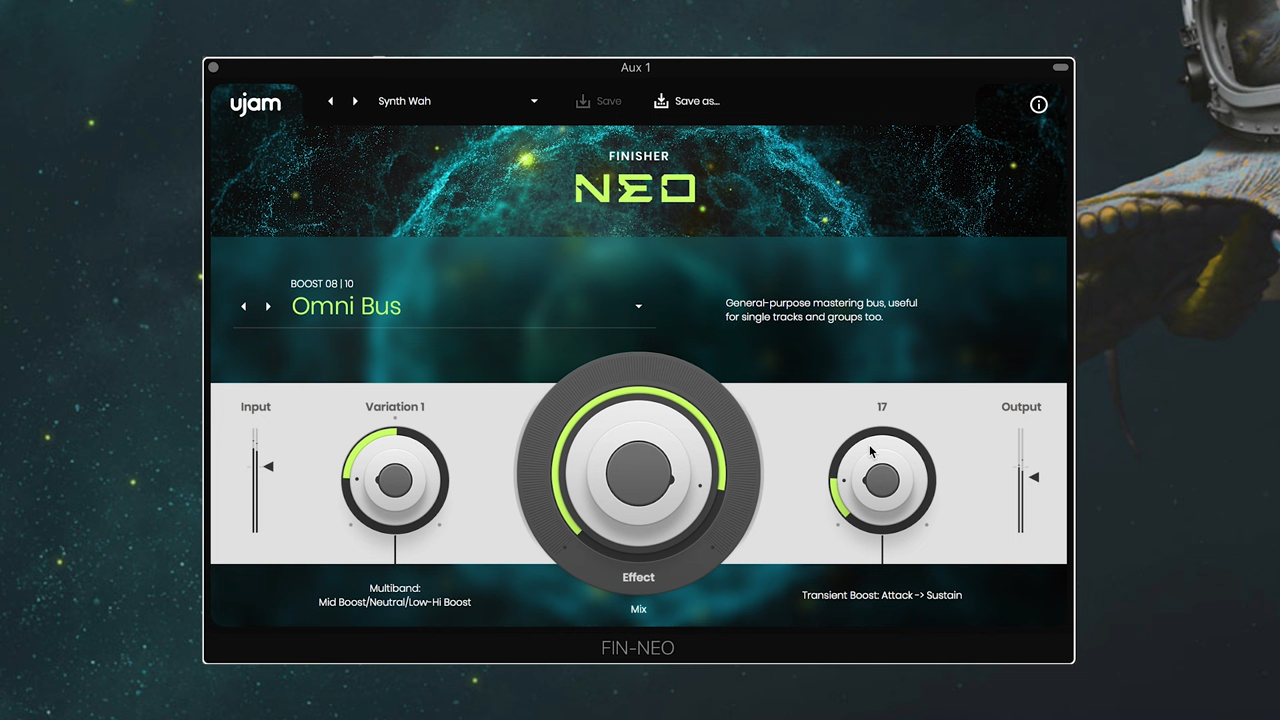 Aux 1
ujam
Synth Wah
Save
Save as...
FINISHER
NEO
BOOST 08 | 10
Omni Bus
General-purpose mastering bus, useful
for single tracks and groups too.
Input
Variation 1
17
Output
Effect
Multiband:
Mid Boost/Neutral/Low-Hi Boost
Transient Boost: Attack -> Sustain
Mix
FIN-NEO